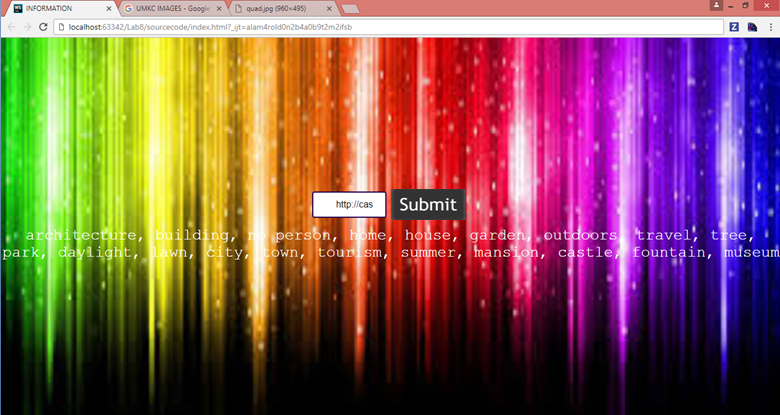 INFORMATION
UMKC IMAGES - Google
quad.jpg (960×495)
localhost:63342/Lab8/sourcecode/index.html?_ijt=alam4rold0n2b4a0b9t2m2ifsb
http://cas
Submit
architecture, building, no person, home, house, garden, outdoors, travel, tree,
park, daylight, lawn, city, town, tourism, summer, mansion, castle, fountain, museum